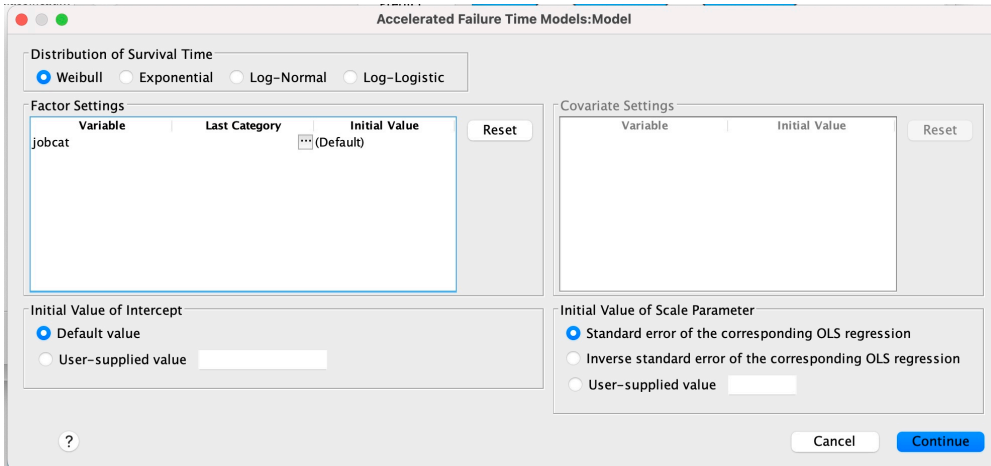 Accelerated Failure Time Models:Model
Distribution of Survival Time
Weibull Exponential Log-Normal Log-Logistic
Factor Settings
Variable Last Category Initial Value
jobcat ... (Default)
Reset
Covariate Settings
Variable Initial Value
Reset
Initial Value of Intercept
Default value
User-supplied value
Initial Value of Scale Parameter
Standard error of the corresponding OLS regression
Inverse standard error of the corresponding OLS regression
User-supplied value
? Cancel Continue